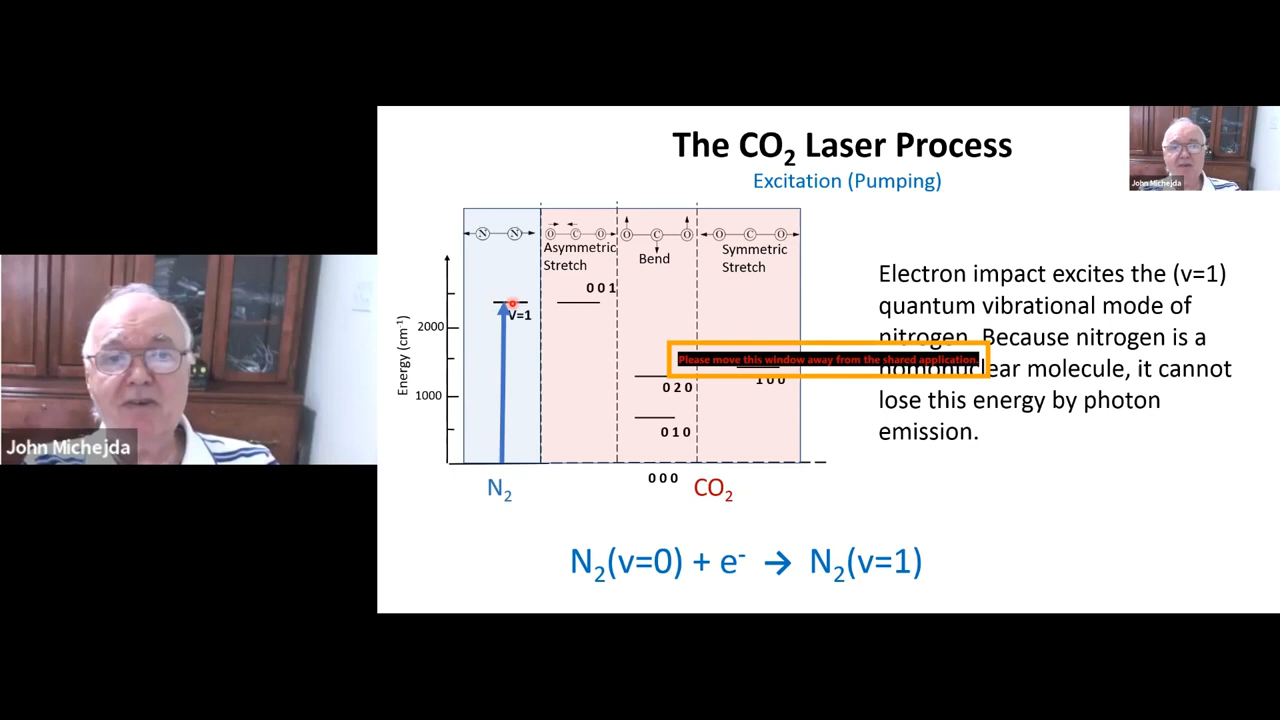 The CO₂ Laser Process
Excitation (Pumping)
John Michejda
John Michejda
N N
O C O
O C O
O C O
Asymmetric
Stretch
Bend
Symmetric
Stretch
Energy (cm⁻¹)
2000
1000
V=1
0 0 1
0 2 0
1 0 0
0 1 0
0 0 0
N₂
CO₂
Electron impact excites the (v=1)
quantum vibrational mode of
nitrogen. Because nitrogen is a
homonuclear molecule, it cannot
lose this energy by photon
emission.
Please move this window away from the shared application.
N₂(v=0) + e⁻ → N₂(v=1)